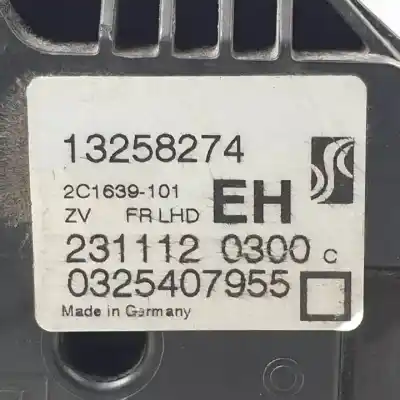 13258274
2C1639-101
ZV FR LHD EH
231112 0300 C
0325407955
Made in Germany